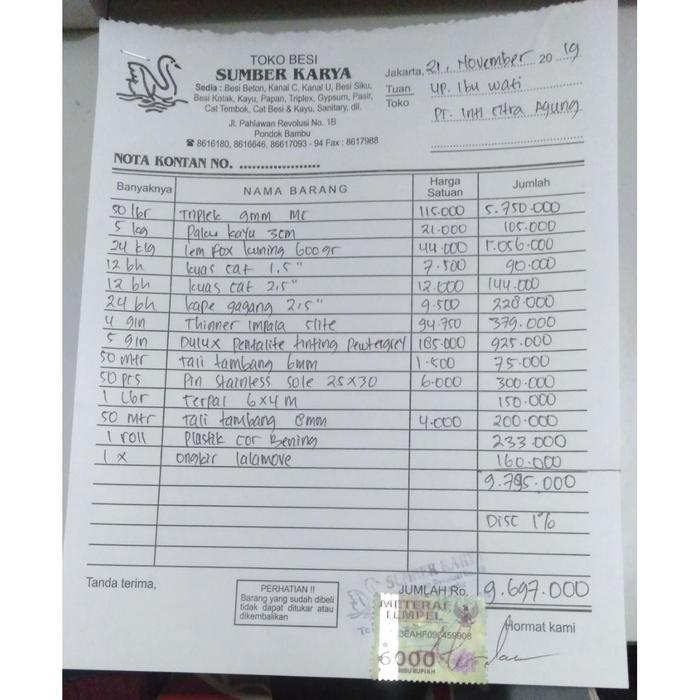 TOKO BESI
SUMBER KARYA
Sedia : Besi Beton, Kanal C, Kanal U, Besi Siku,
Besi Kotak, Kayu, Papan, Triplex, Gypsum, Pasir,
Cat Tembok, Cat Besi & Kayu, Sanitary, dll.
Jl. Pahlawan Revolusi No. 1B
Pondok Bambu
☎ 8616180, 8616646, 86617093 - 94 Fax : 8617988
Jakarta, 21, November 20 19
Tuan UP. Ibu Wati
Toko PT. Inti Citra Agung
NOTA KONTAN NO. ....................
Banyaknya NAMA BARANG Harga Satuan Jumlah
50 lbr Triplek 9mm MC 115.000 5.750.000
5 kg Paku kayu 3cm 21.000 105.000
24 klg lem Fox kuning 600gr 44.000 1.056.000
12 bh kuas cat 1,5" 7.500 90.000
12 bh kuas cat 2,5" 12.000 144.000
24 bh kape gagang 2,5" 9.500 228.000
4 gln Thinner impala 5lite 94.750 379.000
5 gln Dulux Pentalite tinting Pewtergrey 185.000 925.000
50 mtr Tali tambang 6mm 1.500 75.000
50 pcs Pin Stainless Sole 25x30 6.000 300.000
1 lbr Terpal 6x4 M 150.000
50 Mtr Tali tambang 8mm 4.000 200.000
1 roll Plastik cor Bening 233.000
1 x ongkir lalamove 160.000
9.795.000
Disc 1%
JUMLAH Rp. 9.697.000
Tanda terima,
PERHATIAN !!
Barang yang sudah dibeli
tidak dapat ditukar atau
dikembalikan
SUMBER KARYA
METERAI
TEMPEL
6000
Hormat kami